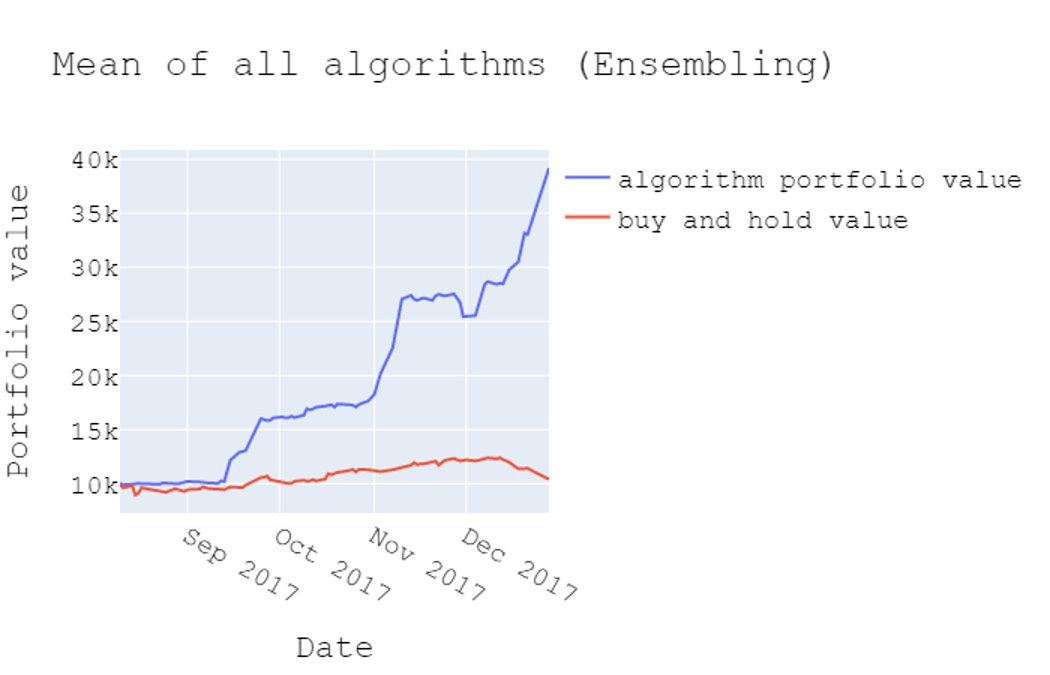 Mean of all algorithms (Ensembling)
40k
35k
30k
25k
20k
15k
10k
Portfolio value
algorithm portfolio value
buy and hold value
Sep 2017
Oct 2017
Nov 2017
Dec 2017
Date